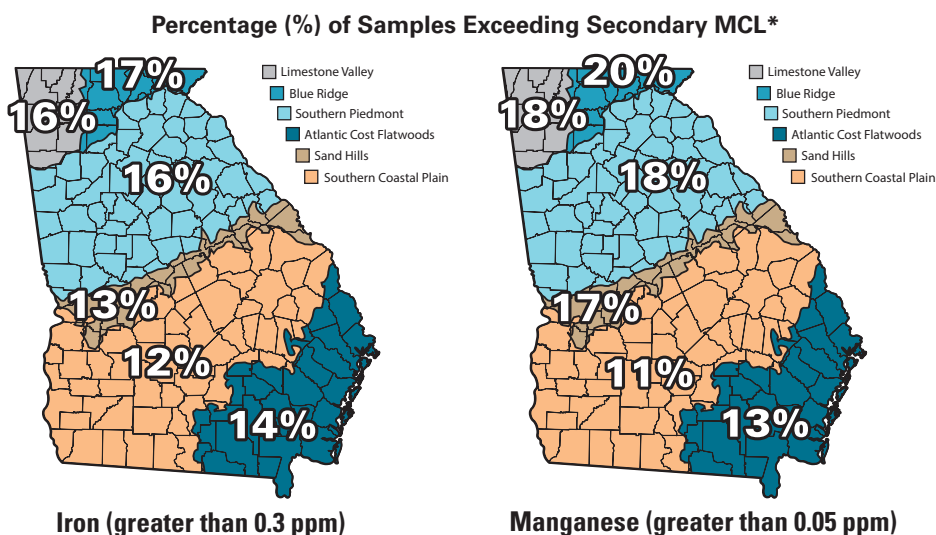 Percentage (%) of Samples Exceeding Secondary MCL*
17%
16%
16%
13%
12%
14%
Limestone Valley
Blue Ridge
Southern Piedmont
Atlantic Cost Flatwoods
Sand Hills
Southern Coastal Plain
Iron (greater than 0.3 ppm)
20%
18%
18%
17%
11%
13%
Limestone Valley
Blue Ridge
Southern Piedmont
Atlantic Cost Flatwoods
Sand Hills
Southern Coastal Plain
Manganese (greater than 0.05 ppm)